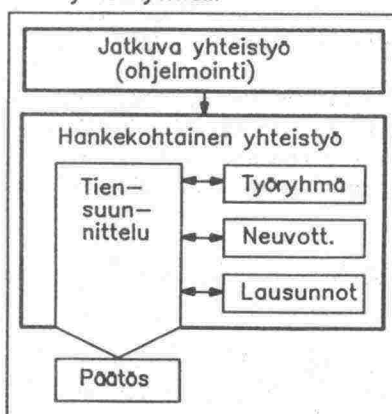 Jatkuva yhteistyö
(ohjelmointi)
Hankekohtainen yhteistyö
Tien-
suun-
nittelu
Työryhmä
Neuvott.
Lausunnot
Päätös